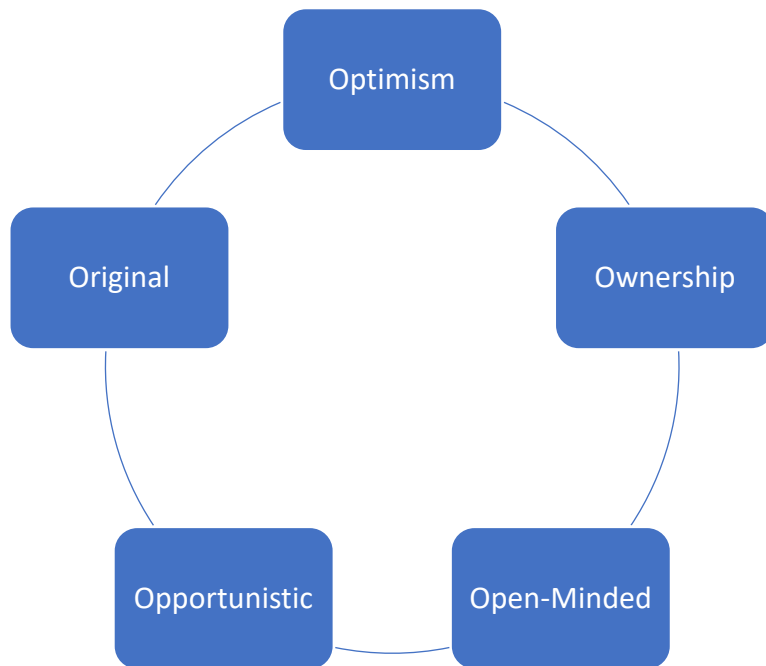 Optimism
Ownership
Open-Minded
Opportunistic
Original